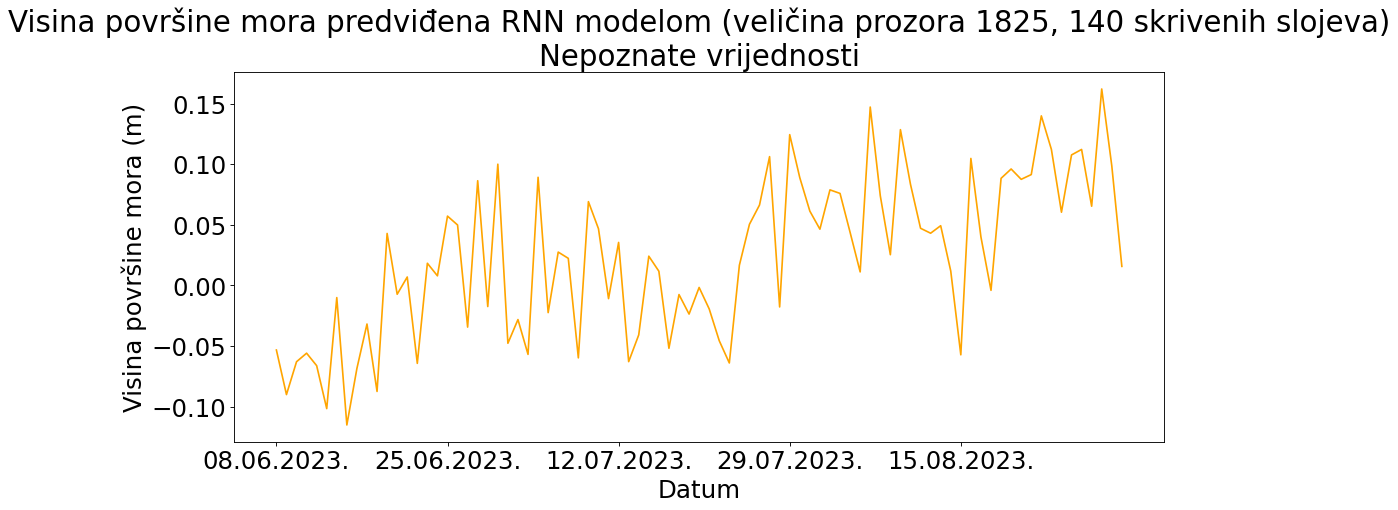 Visina površine mora predviđena RNN modelom (veličina prozora 1825, 140 skrivenih slojeva)
Nepoznate vrijednosti
Visina površine mora (m)
0.15
0.10
0.05
0.00
−0.05
−0.10
08.06.2023. 25.06.2023. 12.07.2023. 29.07.2023. 15.08.2023.
Datum